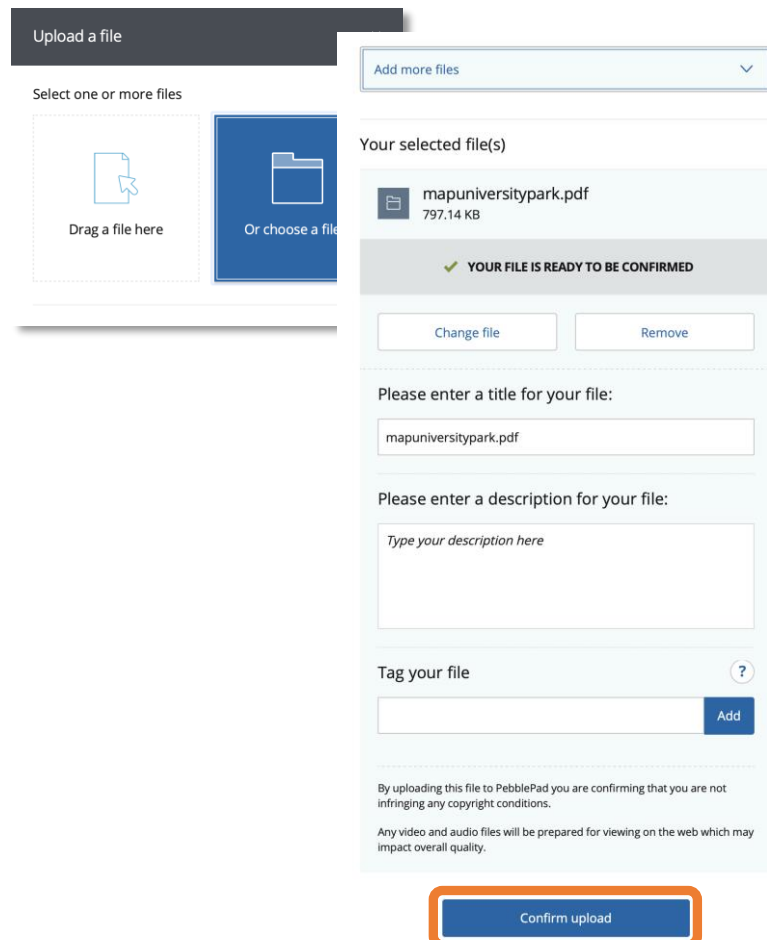 Upload a file
Select one or more files
Drag a file here
Or choose a file
Add more files
Your selected file(s)
mapuniversitypark.pdf
797.14 KB
YOUR FILE IS READY TO BE CONFIRMED
Change file
Remove
Please enter a title for your file:
mapuniversitypark.pdf
Please enter a description for your file:
Type your description here
Tag your file
?
Add
By uploading this file to PebblePad you are confirming that you are not
infringing any copyright conditions.
Any video and audio files will be prepared for viewing on the web which may
impact overall quality.
Confirm upload